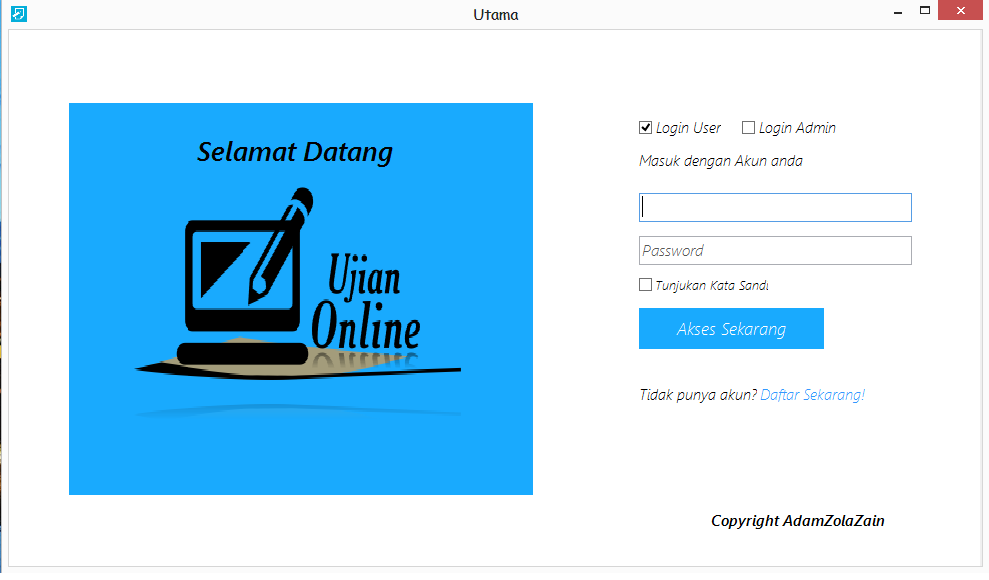 Utama
Selamat Datang
Ujian
Online
Login User
Login Admin
Masuk dengan Akun anda
Password
Tunjukan Kata Sandi
Akses Sekarang
Tidak punya akun? Daftar Sekarang!
Copyright AdamZolaZain